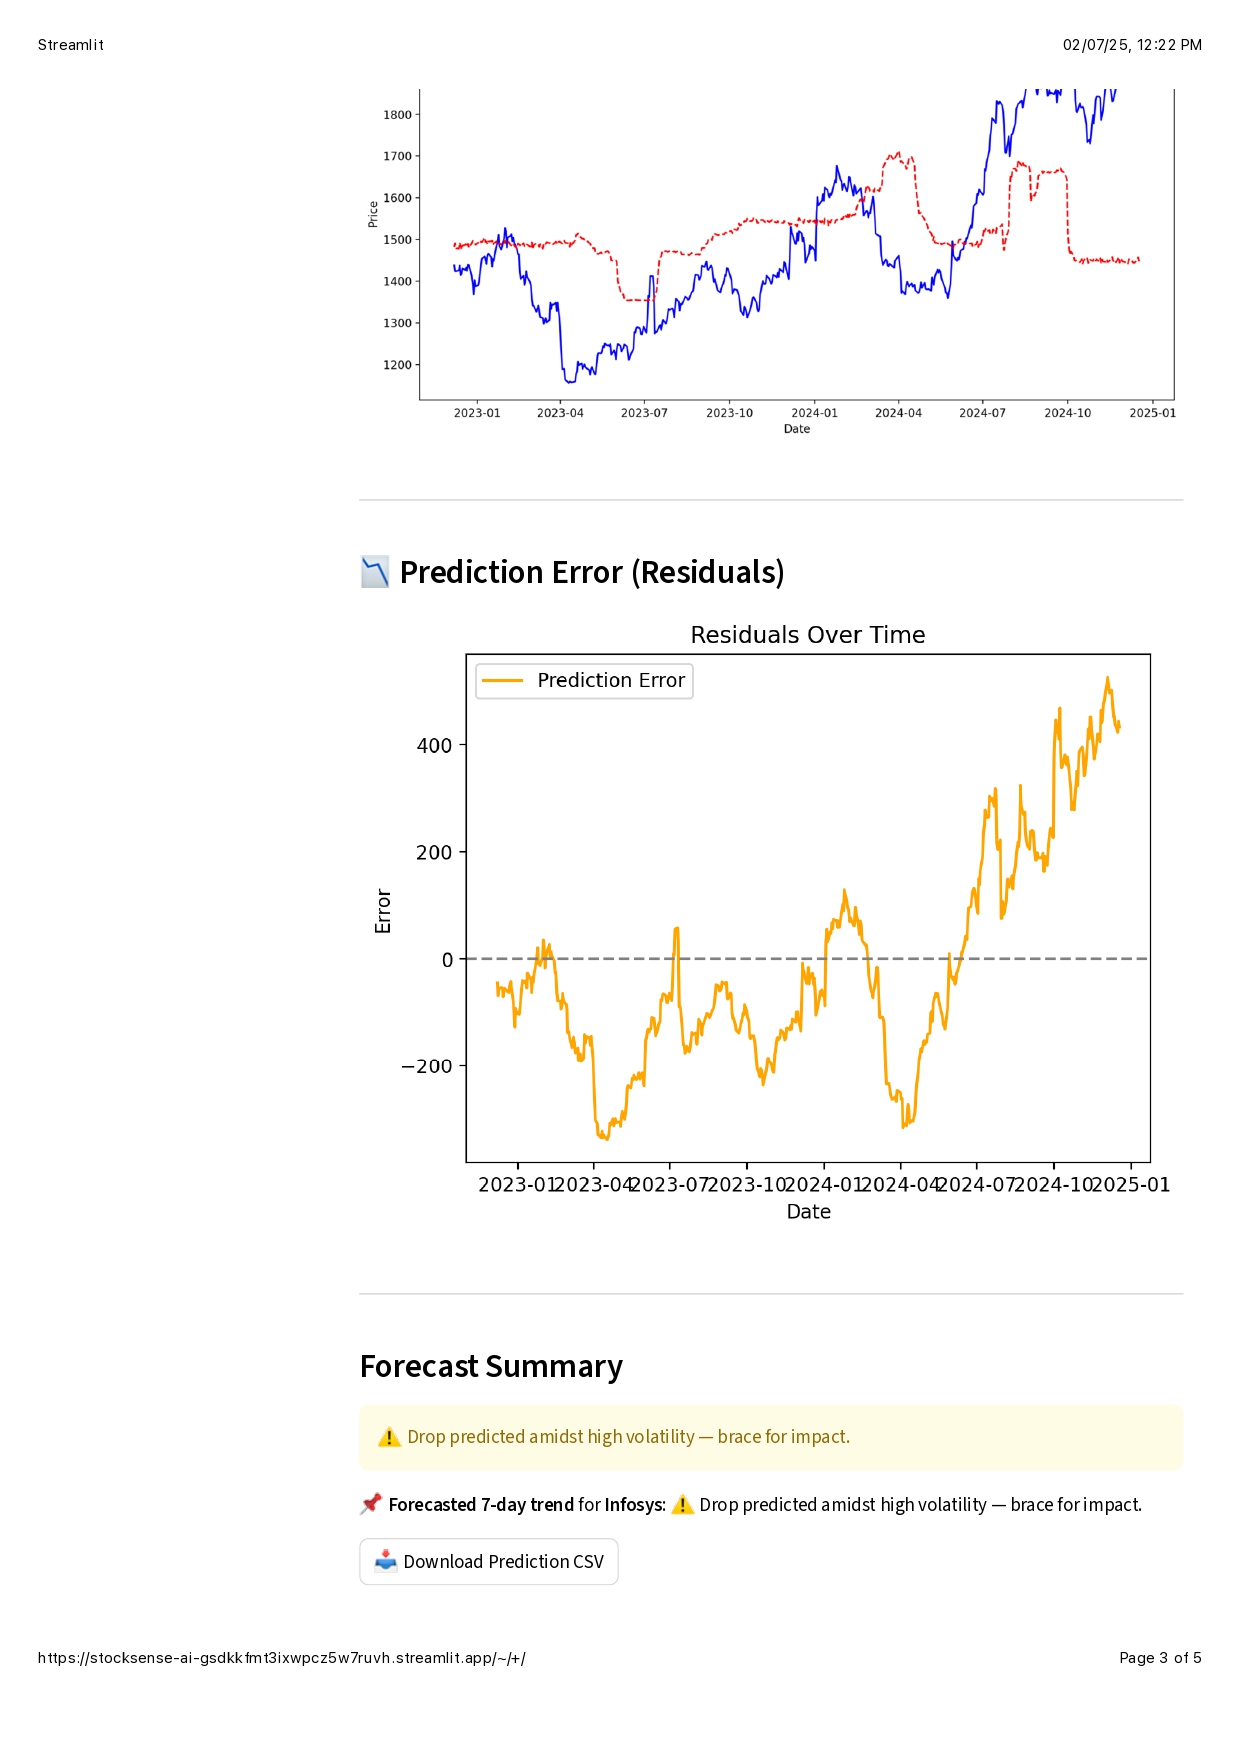 Streamlit 02/07/25, 12:22 PM
1800
1700
1600
1500
1400
1300
1200
Price
2023-01 2023-04 2023-07 2023-10 2024-01 2024-04 2024-07 2024-10 2025-01
Date
Prediction Error (Residuals)
Residuals Over Time
Prediction Error
400
200
0
−200
Error
2023-01 2023-04 2023-07 2023-10 2024-01 2024-04 2024-07 2024-10 2025-01
Date
Forecast Summary
⚠️ Drop predicted amidst high volatility — brace for impact.
📌 Forecasted 7-day trend for Infosys: ⚠️ Drop predicted amidst high volatility — brace for impact.
📥 Download Prediction CSV
https://stocksense-ai-gsdkkfmt3ixwpcz5w7ruvh.streamlit.app/~/+/ Page 3 of 5